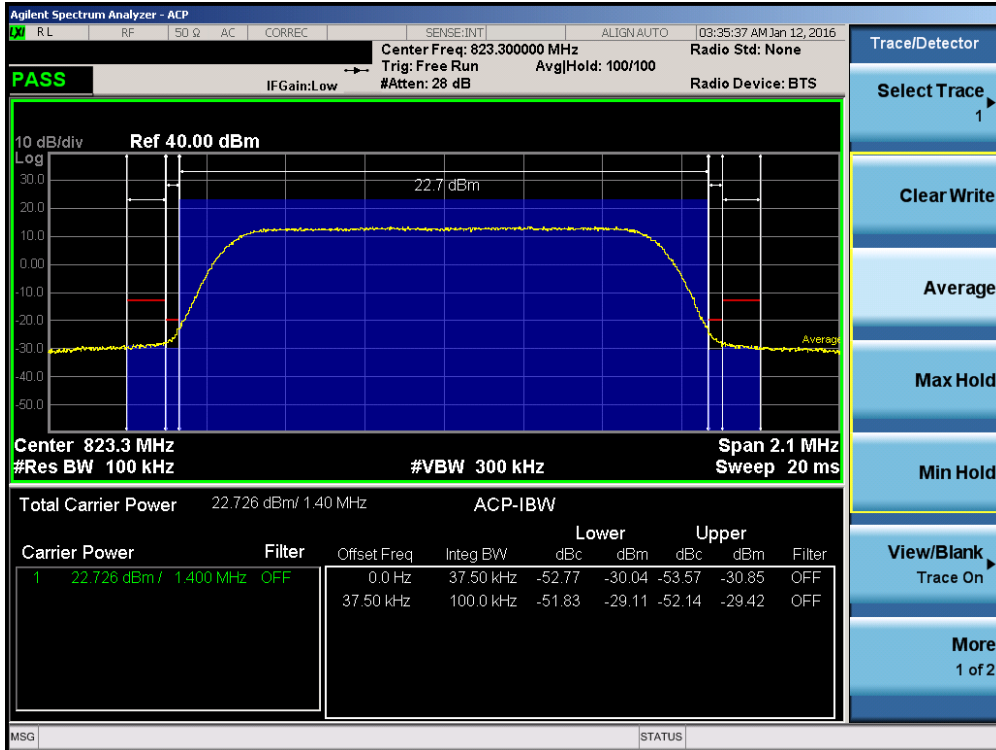 Agilent Spectrum Analyzer - ACP
LXI RL RF 50 Ω AC CORREC SENSE:INT ALIGN AUTO 03:35:37 AM Jan 12, 2016
Center Freq: 823.300000 MHz Radio Std: None
Trig: Free Run Avg|Hold: 100/100
PASS IFGain:Low #Atten: 28 dB Radio Device: BTS
10 dB/div Ref 40.00 dBm
Log
30.0
22.7 dBm
20.0
10.0
0.00
-10.0
-20.0
Average
-30.0
-40.0
-50.0
Center 823.3 MHz Span 2.1 MHz
#Res BW 100 kHz #VBW 300 kHz Sweep 20 ms
Total Carrier Power 22.726 dBm/ 1.40 MHz ACP-IBW
Lower Upper
Carrier Power Filter Offset Freq Integ BW dBc dBm dBc dBm Filter
1 22.726 dBm / 1.400 MHz OFF 0.0 Hz 37.50 kHz -52.77 -30.04 -53.57 -30.85 OFF
37.50 kHz 100.0 kHz -51.83 -29.11 -52.14 -29.42 OFF
MSG STATUS
Trace/Detector
Select Trace
1
Clear Write
Average
Max Hold
Min Hold
View/Blank
Trace On
More
1 of 2